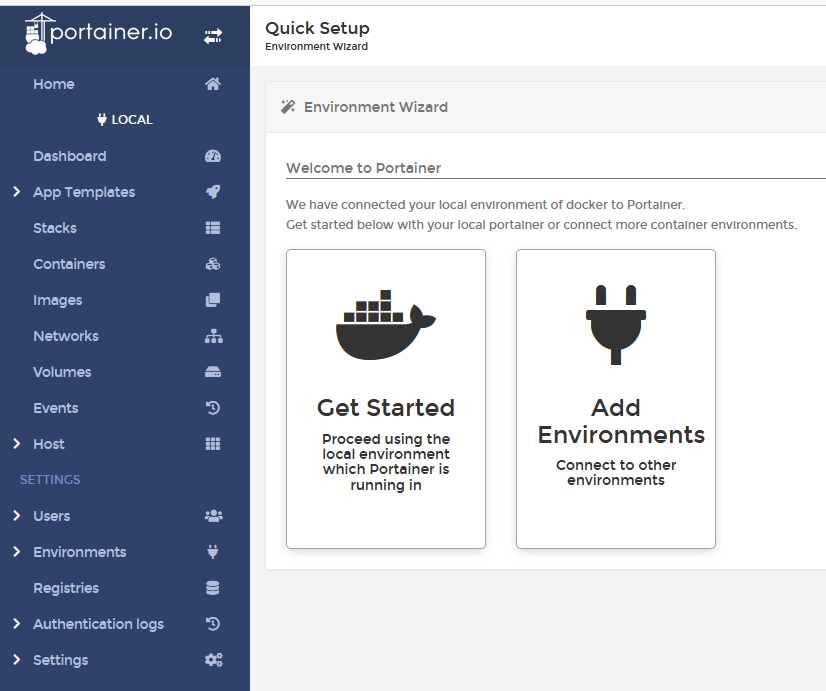 portainer.io
Home
LOCAL
Dashboard
App Templates
Stacks
Containers
Images
Networks
Volumes
Events
Host
SETTINGS
Users
Environments
Registries
Authentication logs
Settings
Quick Setup
Environment Wizard
Environment Wizard
Welcome to Portainer
We have connected your local environment of docker to Portainer.
Get started below with your local portainer or connect more container environments.
Get Started
Proceed using the
local environment
which Portainer is
running in
Add
Environments
Connect to other
environments